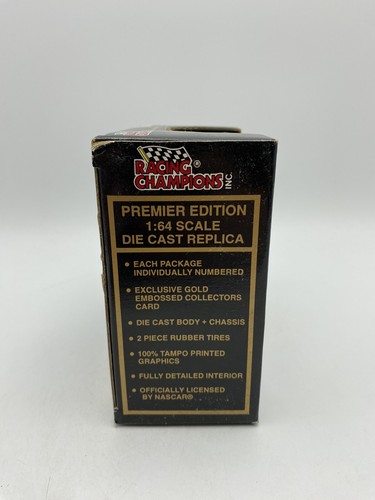 RACING®
CHAMPIONS INC.
PREMIER EDITION
1:64 SCALE
DIE CAST REPLICA
• EACH PACKAGE
INDIVIDUALLY NUMBERED
• EXCLUSIVE GOLD
EMBOSSED COLLECTORS
CARD
• DIE CAST BODY + CHASSIS
• 2 PIECE RUBBER TIRES
• 100% TAMPO PRINTED
GRAPHICS
• FULLY DETAILED INTERIOR
• OFFICIALLY LICENSED
BY NASCAR®